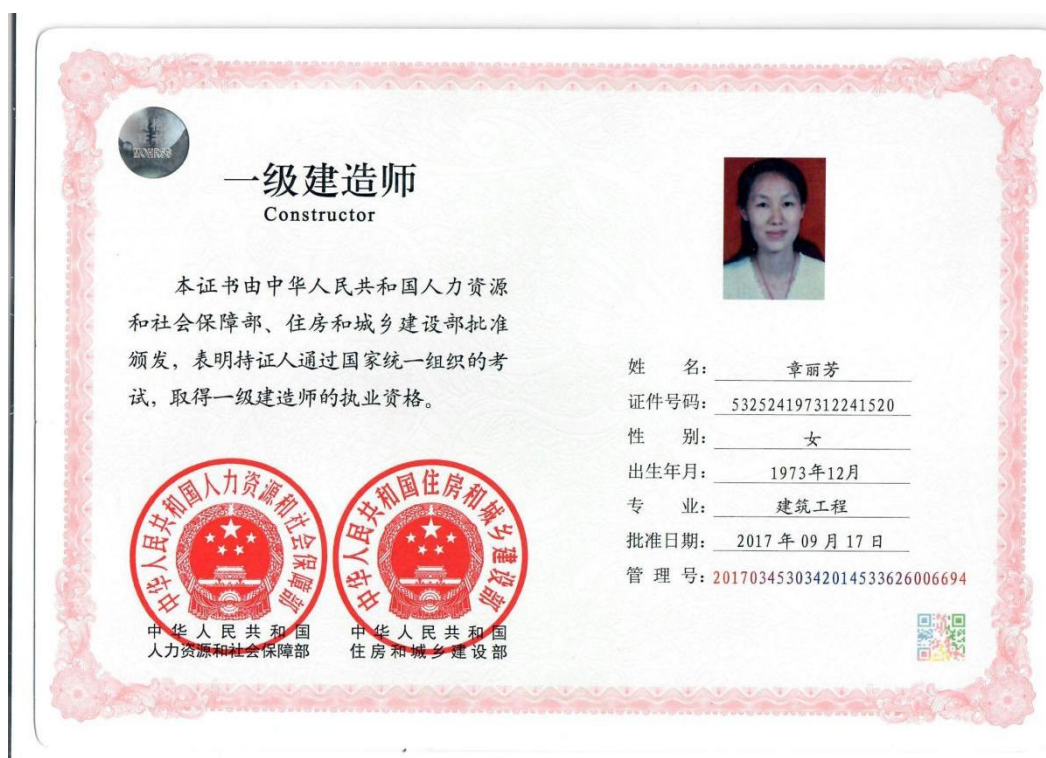 一级建造师
Constructor
本证书由中华人民共和国人力资源
和社会保障部、住房和城乡建设部批准
颁发，表明持证人通过国家统一组织的考
试，取得一级建造师的执业资格。
中华人民共和国人力资源和社会保障部
中华人民共和国
人力资源和社会保障部
中华人民共和国住房和城乡建设部
中华人民共和国
住房和城乡建设部
姓 名： 章丽芳
证件号码： 532524197312241520
性 别： 女
出生年月： 1973年12月
专 业： 建筑工程
批准日期： 2017 年 09 月 17 日
管 理 号： 2017034530342014533626006694